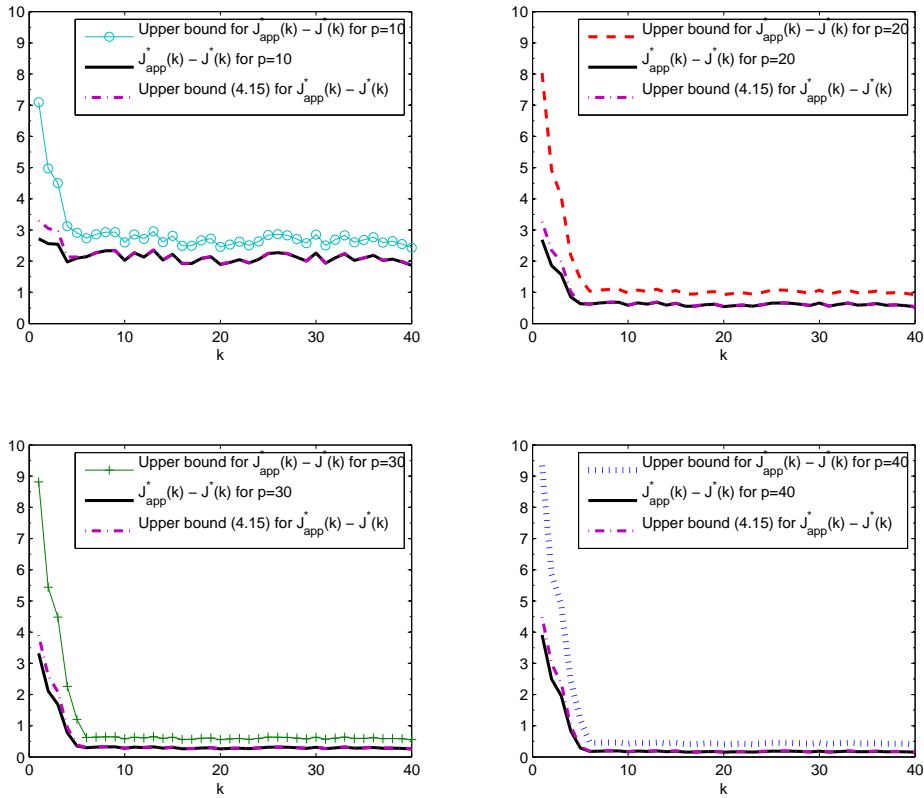 Upper bound for J*app(k) − J*(k) for p=10
J*app(k) − J*(k) for p=10
Upper bound (4.15) for J*app(k) − J*(k)
10
9
8
7
6
5
4
3
2
1
0
0 10 20 30 40
k
Upper bound for J*app(k) − J*(k) for p=20
J*app(k) − J*(k) for p=20
Upper bound (4.15) for J*app(k) − J*(k)
10
9
8
7
6
5
4
3
2
1
0
0 10 20 30 40
k
Upper bound for J*app(k) − J*(k) for p=30
J*app(k) − J*(k) for p=30
Upper bound (4.15) for J*app(k) − J*(k)
10
9
8
7
6
5
4
3
2
1
0
0 10 20 30 40
k
Upper bound for J*app(k) − J*(k) for p=40
J*app(k) − J*(k) for p=40
Upper bound (4.15) for J*app(k) − J*(k)
10
9
8
7
6
5
4
3
2
1
0
0 10 20 30 40
k